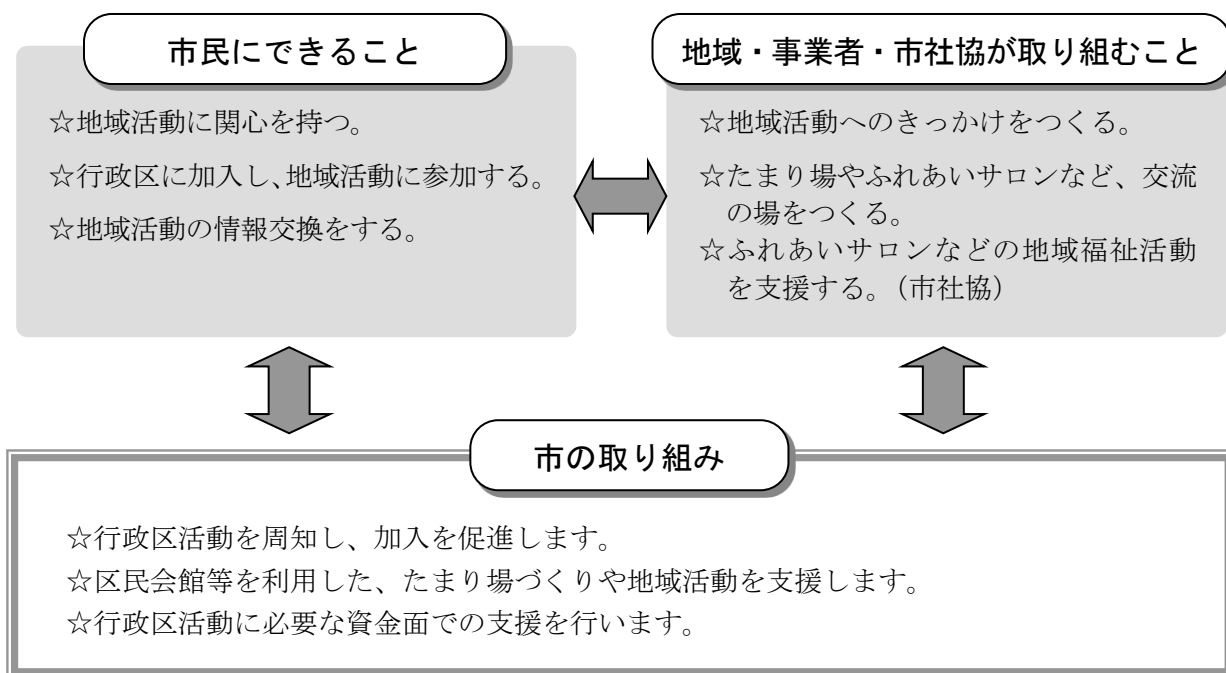 市民にできること
☆地域活動に関心を持つ。
☆行政区に加入し、地域活動に参加する。
☆地域活動の情報交換をする。
地域・事業者・市社協が取り組むこと
☆地域活動へのきっかけをつくる。
☆たまり場やふれあいサロンなど、交流
の場をつくる。
☆ふれあいサロンなどの地域福祉活動
を支援する。（市社協）
市の取り組み
☆行政区活動を周知し、加入を促進します。
☆区民会館等を利用した、たまり場づくりや地域活動を支援します。
☆行政区活動に必要な資金面での支援を行います。